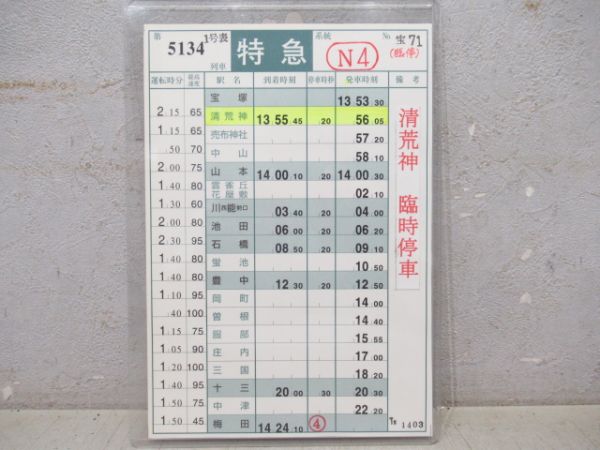 第 5134 1号表 列車 特急 系統 N4 No 宝71 (臨停)
運転時分 最高速度 駅名 到着時刻 停車時秒 発車時刻 備考
宝塚 13 53 30
2 15 65 清荒神 13 55 45 20 56 05
1 15 65 売布神社 57 20
50 70 中山 58 10
2 00 75 山本 14 00 10 20 14 00 30
1 40 80 雲雀丘花屋敷 02 10
1 30 60 川西能勢口 03 40 20 04 00
2 00 80 池田 06 00 20 06 20
2 30 95 石橋 08 50 20 09 10
1 40 80 蛍池 10 50
1 40 80 豊中 12 30 20 12 50
1 10 95 岡町 14 00
40 100 曽根 14 40
1 15 75 服部 15 55
1 05 90 庄内 17 00
1 20 100 三国 18 20
1 40 95 十三 20 00 30 20 30
1 50 75 中津 22 20
1 50 45 梅田 14 24 10 ④
清荒神 臨時停車
1403